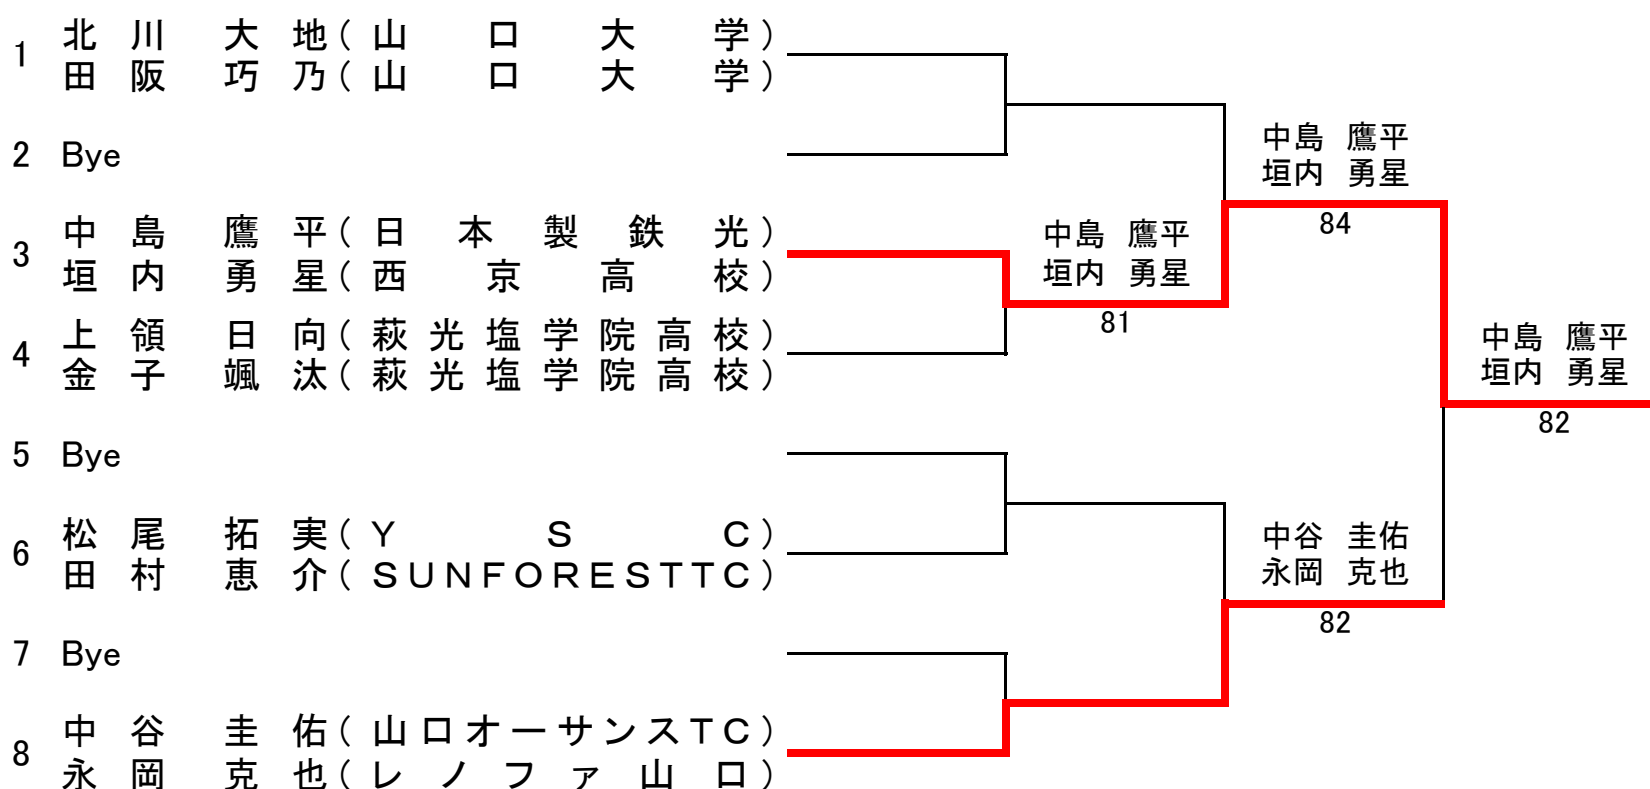 1 北川 大地(山口大学)
田阪 巧乃(山口大学)
2 Bye
3 中島 鷹平(日本製鉄光)
垣内 勇星(西京高校)
4 上領 日向(萩光塩学院高校)
金子 颯汰(萩光塩学院高校)
5 Bye
6 松尾 拓実(YSC)
田村 恵介(SUNFORESTTC)
7 Bye
8 中谷 圭佑(山口オーサンスTC)
永岡 克也(レノファ山口)
中島 鷹平
垣内 勇星
81
中島 鷹平
垣内 勇星
84
中谷 圭佑
永岡 克也
82
中島 鷹平
垣内 勇星
82